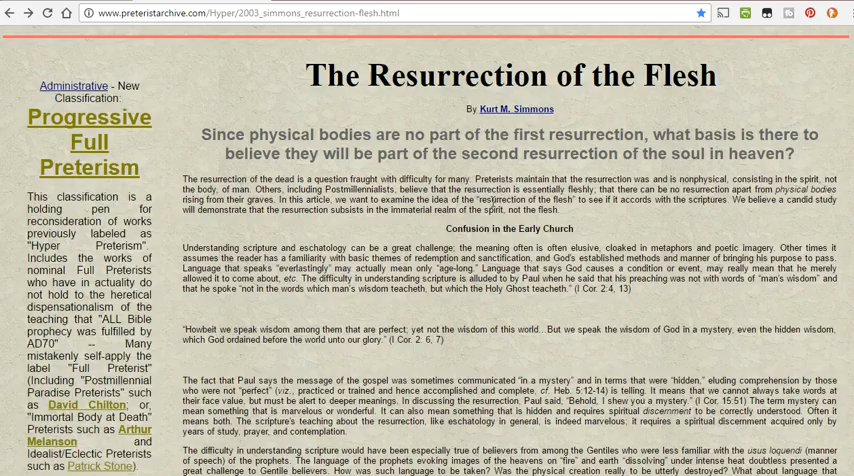 www.preteristarchive.com/Hyper/2003_simmons_resurrection-flesh.html
Administrative - New
Classification:
Progressive
Full
Preterism
This classification is a
holding pen for
reconsideration of works
previously labeled as
"Hyper Preterism".
Includes the works of
nominal Full Preterists
who have in actuality do
not hold to the heretical
dispensationalism of the
teaching that "ALL Bible
prophecy was fulfilled by
AD70" -- Many
mistakenly self-apply the
label "Full Preterist"
(Including "Postmillennial
Paradise Preterists" such
as David Chilton; or,
"Immortal Body at Death"
Preterists such as Arthur
Melanson and
Idealist/Eclectic Preterists
such as Patrick Stone).
The Resurrection of the Flesh
By Kurt M. Simmons
Since physical bodies are no part of the first resurrection, what basis is there to
believe they will be part of the second resurrection of the soul in heaven?
The resurrection of the dead is a question fraught with difficulty for many. Preterists maintain that the resurrection was and is nonphysical, consisting in the spirit, not
the body, of man. Others, including Postmillennialists, believe that the resurrection is essentially fleshly; that there can be no resurrection apart from physical bodies
rising from their graves. In this article, we want to examine the idea of the "resurrection of the flesh" to see if it accords with the scriptures. We believe a candid study
will demonstrate that the resurrection subsists in the immaterial realm of the spirit, not the flesh.
Confusion in the Early Church
Understanding scripture and eschatology can be a great challenge; the meaning often is often elusive, cloaked in metaphors and poetic imagery. Other times it
assumes the reader has a familiarity with basic themes of redemption and sanctification, and God's established methods and manner of bringing his purpose to pass.
Language that speaks "everlastingly" may actually mean only "age-long." Language that says God causes a condition or event, may really mean that he merely
allowed it to come about, etc. The difficulty in understanding scripture is alluded to by Paul when he said that his preaching was not with words of "man's wisdom" and
that he spoke "not in the words which man's wisdom teacheth, but which the Holy Ghost teacheth." (I Cor. 2:4, 13)
"Howbeit we speak wisdom among them that are perfect; yet not the wisdom of this world…But we speak the wisdom of God in a mystery, even the hidden wisdom,
which God ordained before the world unto our glory." (I Cor. 2: 6, 7)
The fact that Paul says the message of the gospel was sometimes communicated "in a mystery" and in terms that were "hidden," eluding comprehension by those
who were not "perfect" (viz., practiced or trained and hence accomplished and complete, cf. Heb. 5:12-14) is telling. It means that we cannot always take words at
their face value, but must be alert to deeper meanings. In discussing the resurrection, Paul said, "Behold, I shew you a mystery." (I Cor. 15:51) The term mystery can
mean something that is marvelous or wonderful. It can also mean something that is hidden and requires spiritual discernment to be correctly understood. Often it
means both. The scripture's teaching about the resurrection, like eschatology in general, is indeed marvelous; it requires a spiritual discernment acquired only by
years of study, prayer, and contemplation.
The difficulty in understanding scripture would have been especially true of believers from among the Gentiles who were less familiar with the usus loquendi (manner
of speech) of the prophets. The language of the prophets evoking images of the heavens on "fire" and earth "dissolving" under intense heat doubtless presented a
great challenge to Gentile believers. How was such language to be taken? Was the physical creation really to be utterly destroyed? What about language that